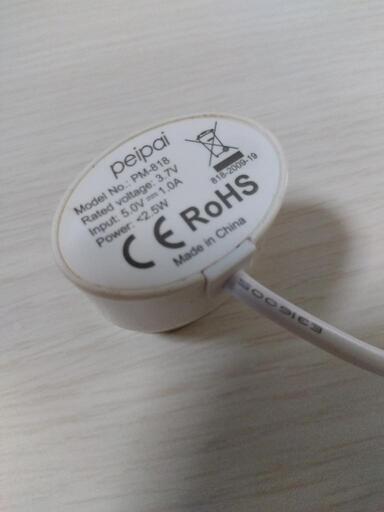 peipai
Model No.: PM-818
Rated voltage: 3.7V
Input: 5.0V⎓1.0A
Power: <2.5W
CE RoHS
818-2009-19
Made in China
E316005